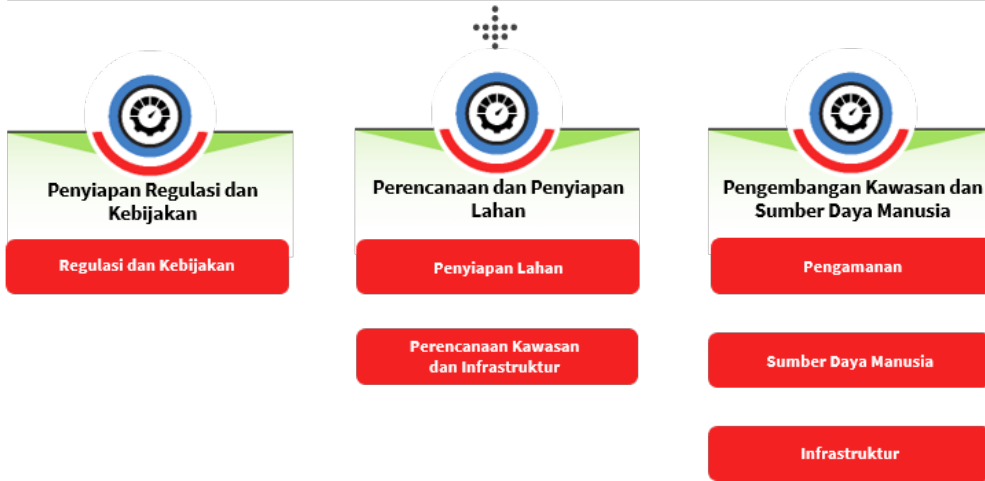 Penyiapan Regulasi dan
Kebijakan
Regulasi dan Kebijakan
Perencanaan dan Penyiapan
Lahan
Penyiapan Lahan
Perencanaan Kawasan
dan Infrastruktur
Pengembangan Kawasan dan
Sumber Daya Manusia
Pengamanan
Sumber Daya Manusia
Infrastruktur